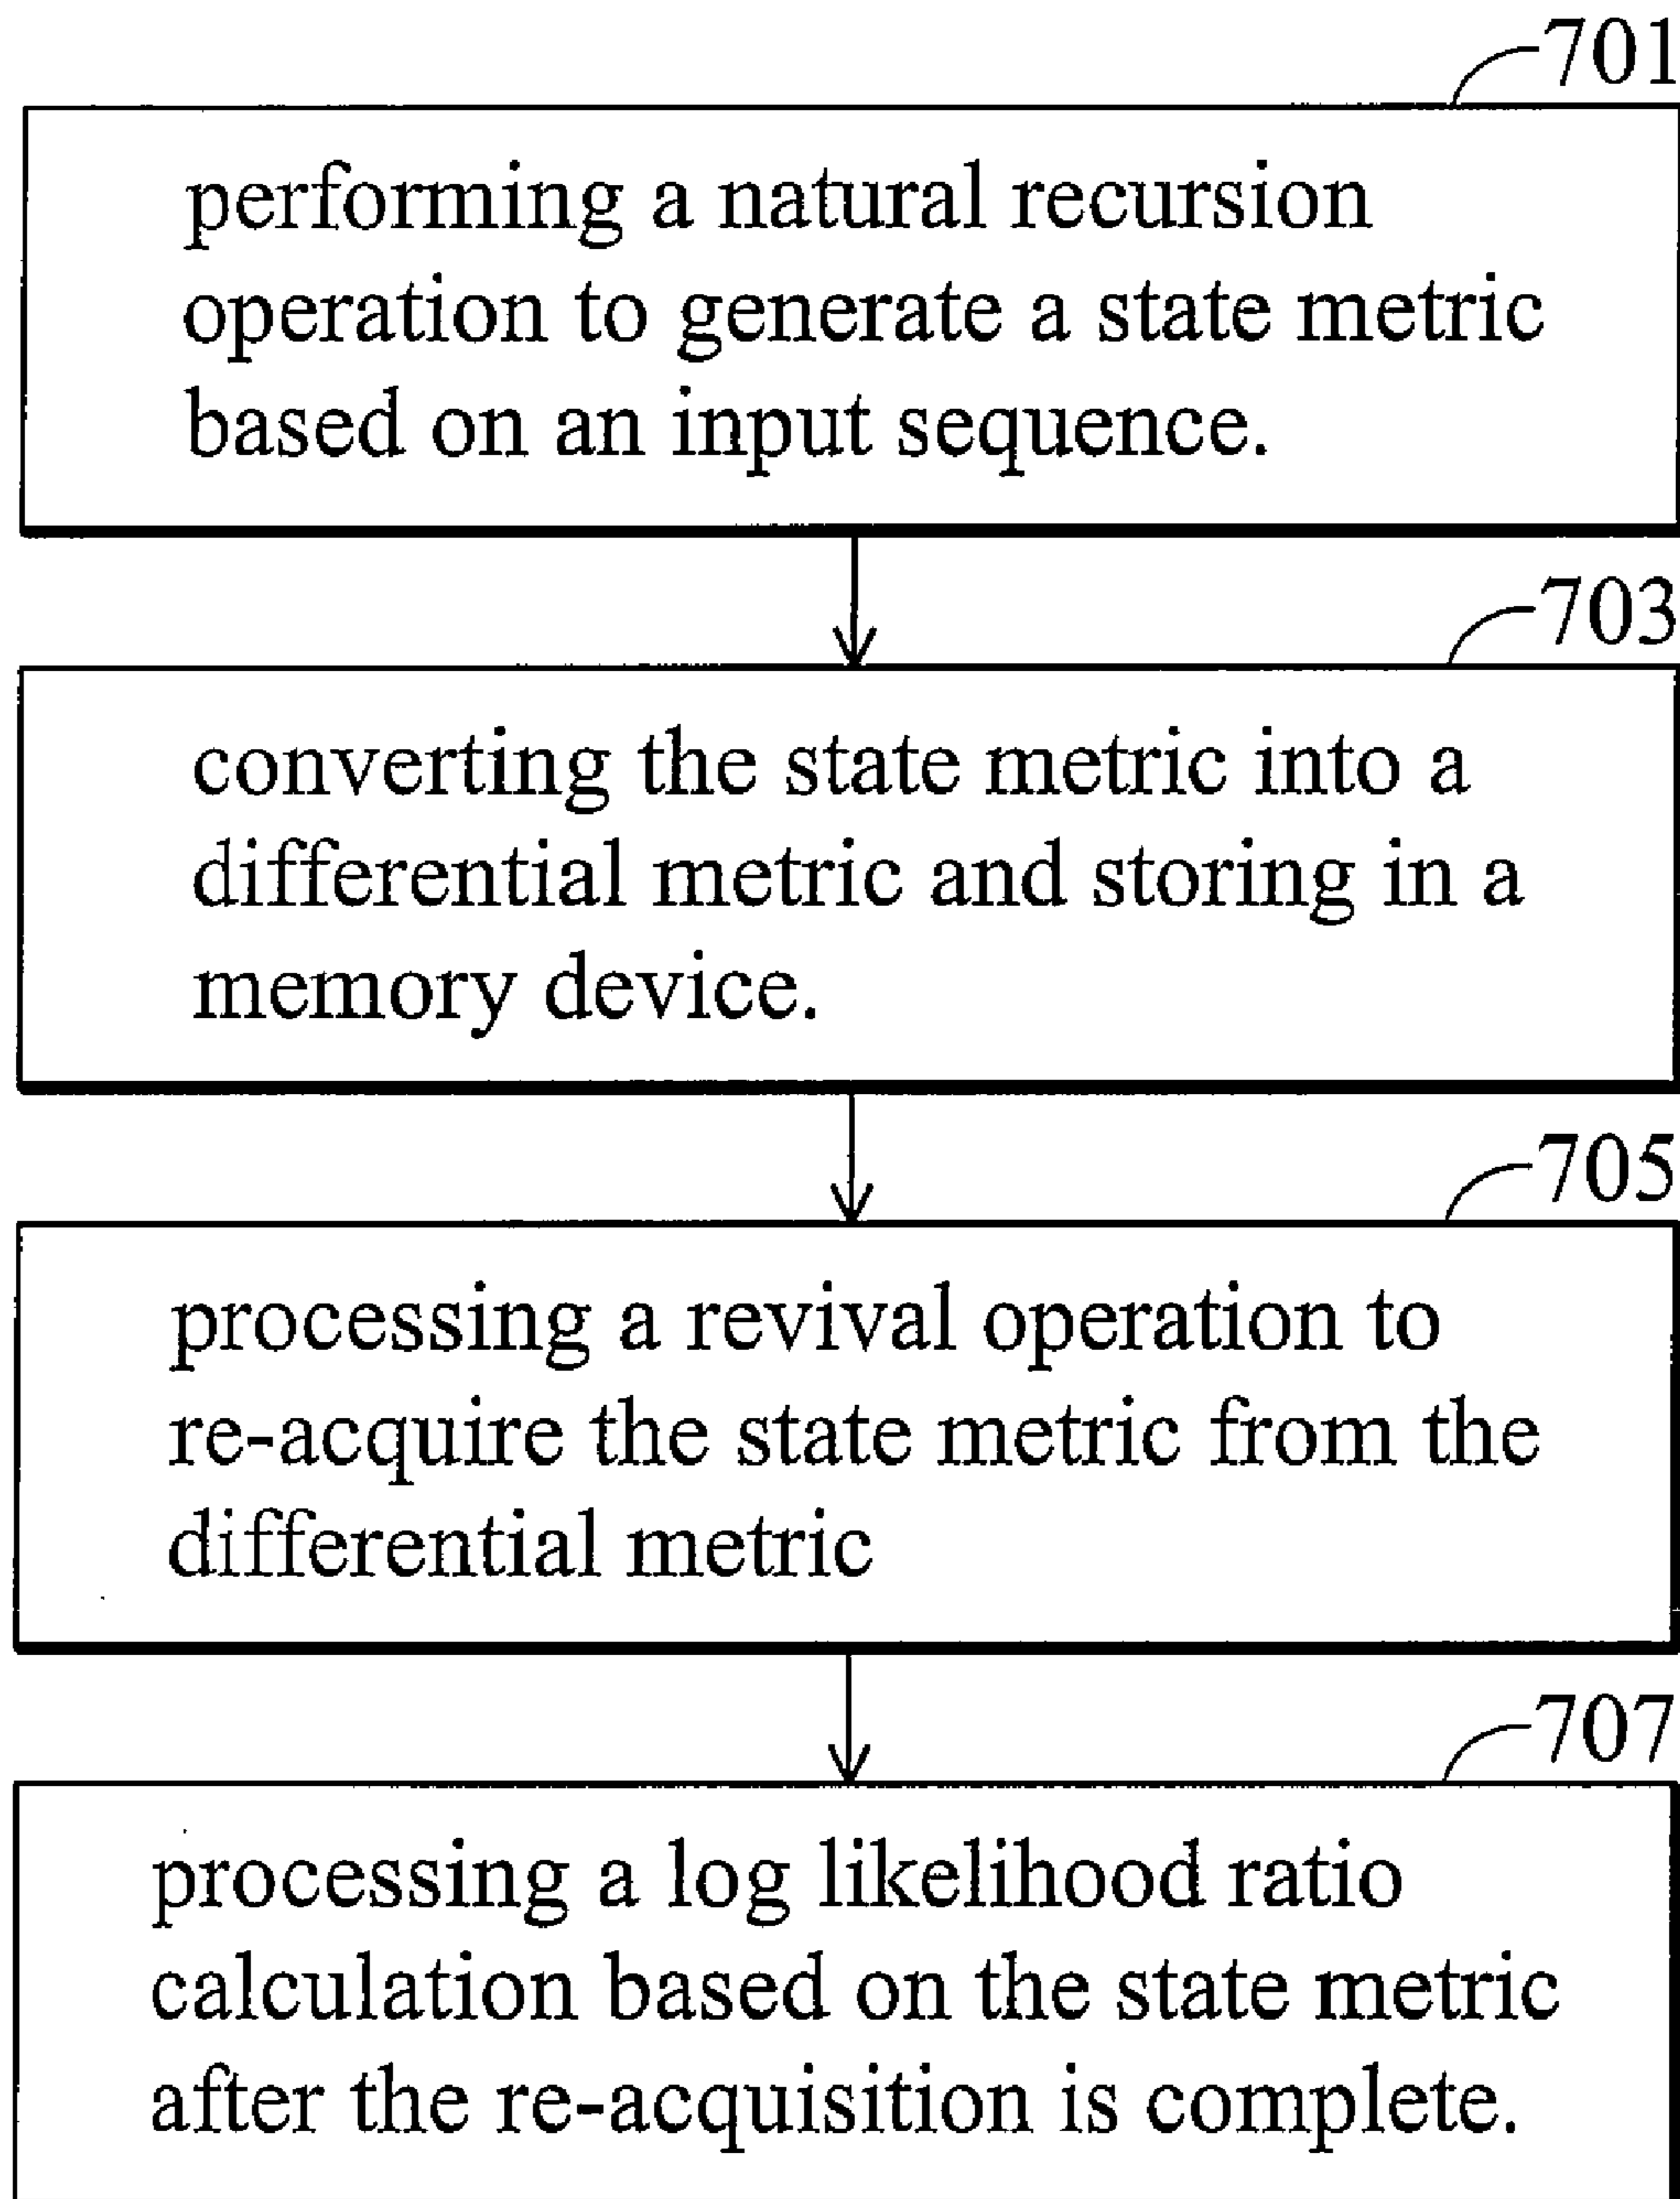 701
performing a natural recursion
operation to generate a state metric
based on an input sequence.
703
converting the state metric into a
differential metric and storing in a
memory device.
705
processing a revival operation to
re-acquire the state metric from the
differential metric
707
processing a log likelihood ratio
calculation based on the state metric
after the re-acquisition is complete.